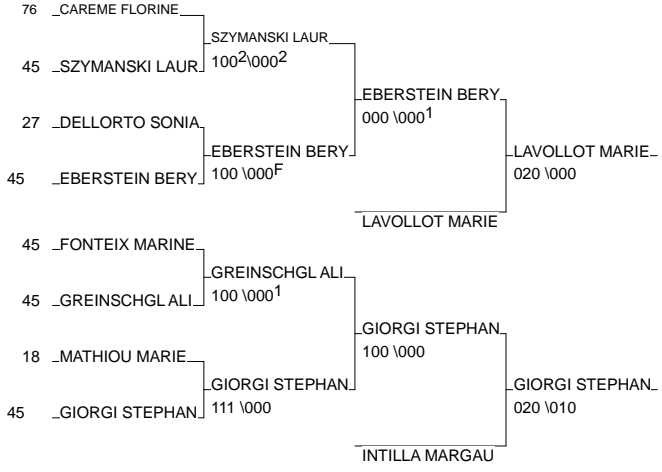 76 CAREME FLORINE
SZYMANSKI LAUR
45 SZYMANSKI LAUR
100² \000²
EBERSTEIN BERY
000 \000¹
27 DELLORTO SONIA
EBERSTEIN BERY
100 \000F
LAVOLLOT MARIE
020 \000
45 EBERSTEIN BERY
LAVOLLOT MARIE
45 FONTEIX MARINE
GREINSCHGL ALI
100 \000¹
45 GREINSCHGL ALI
GIORGI STEPHAN
100 \000
18 MATHIOU MARIE
GIORGI STEPHAN
111 \000
GIORGI STEPHAN
020 \010
45 GIORGI STEPHAN
INTILLA MARGAU